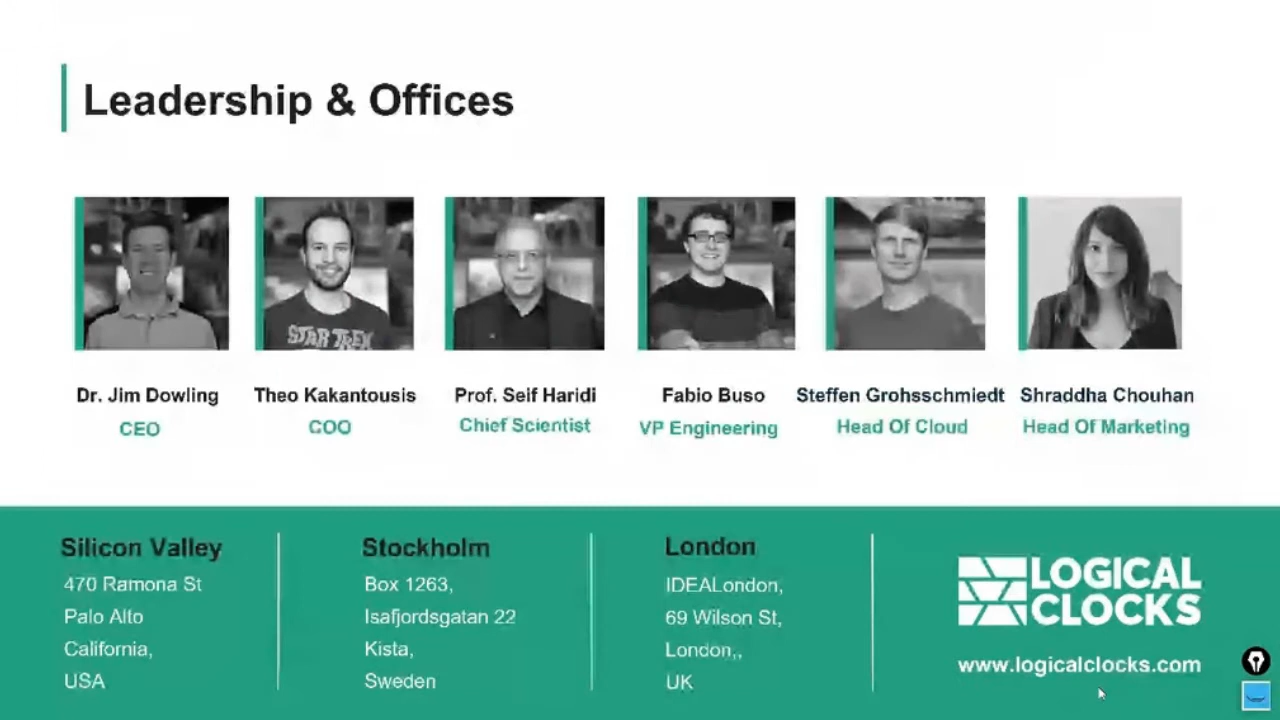 Leadership & Offices
STAR TREK
Dr. Jim Dowling
CEO
Theo Kakantousis
COO
Prof. Seif Haridi
Chief Scientist
Fabio Buso
VP Engineering
Steffen Grohsschmiedt
Head Of Cloud
Shraddha Chouhan
Head Of Marketing
Silicon Valley
470 Ramona St
Palo Alto
California,
USA
Stockholm
Box 1263,
Isafjordsgatan 22
Kista,
Sweden
London
IDEALondon,
69 Wilson St,
London,,
UK
LOGICAL
CLOCKS
www.logicalclocks.com